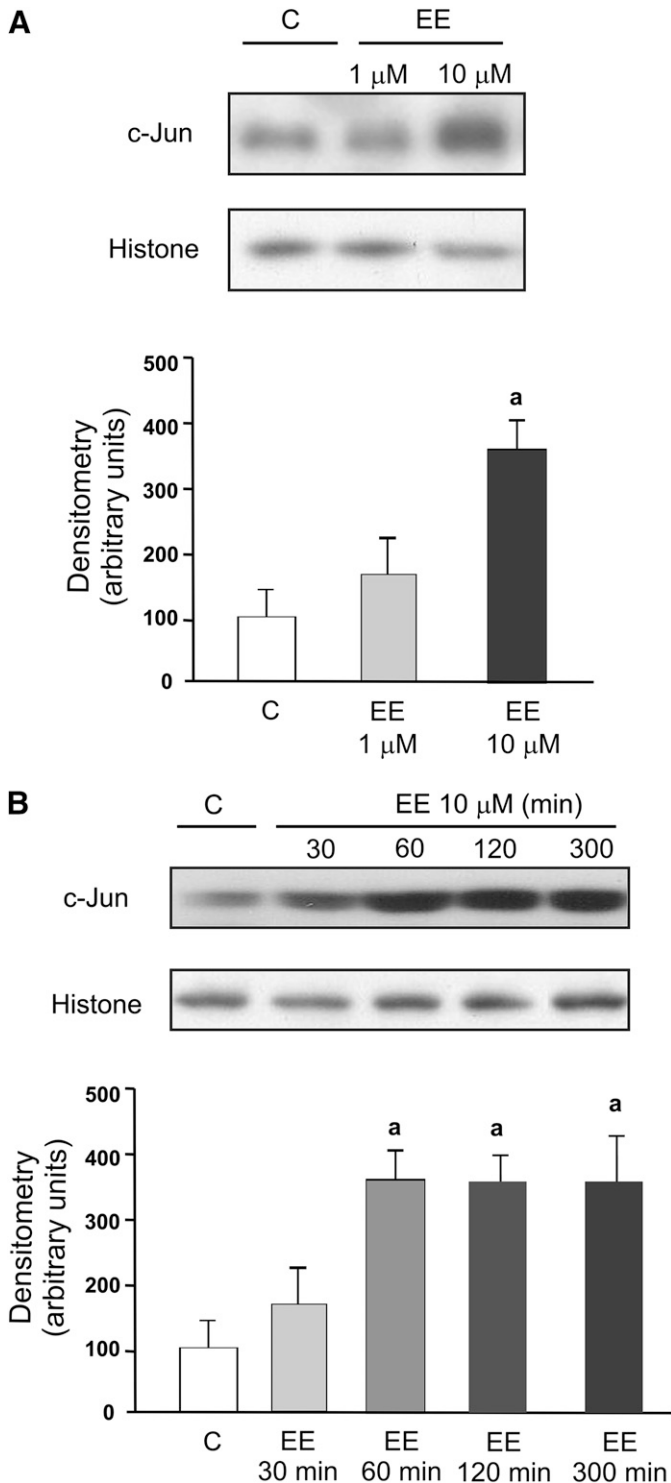 A
C EE
1 μM 10 μM
c-Jun
Histone
Densitometry
(arbitrary units)
500
400
300
200
100
0
a
C EE EE
1 μM 10 μM
B
C EE 10 μM (min)
30 60 120 300
c-Jun
Histone
Densitometry
(arbitrary units)
500
400
300
200
100
0
a a a
C EE EE EE EE
30 min 60 min 120 min 300 min